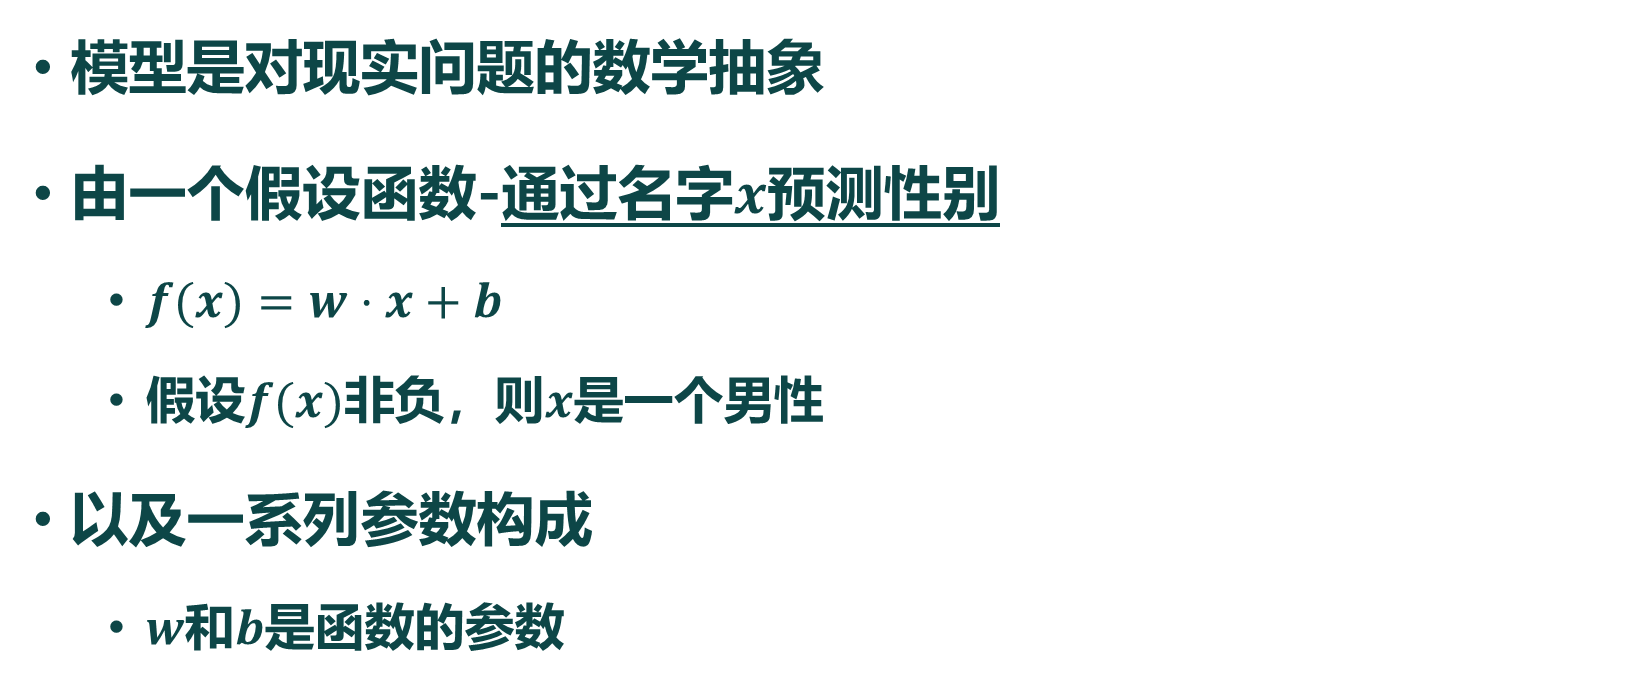 • 模型是对现实问题的数学抽象
• 由一个假设函数-通过名字x预测性别
• f(x) = w · x + b
• 假设f(x)非负，则x是一个男性
• 以及一系列参数构成
• w和b是函数的参数